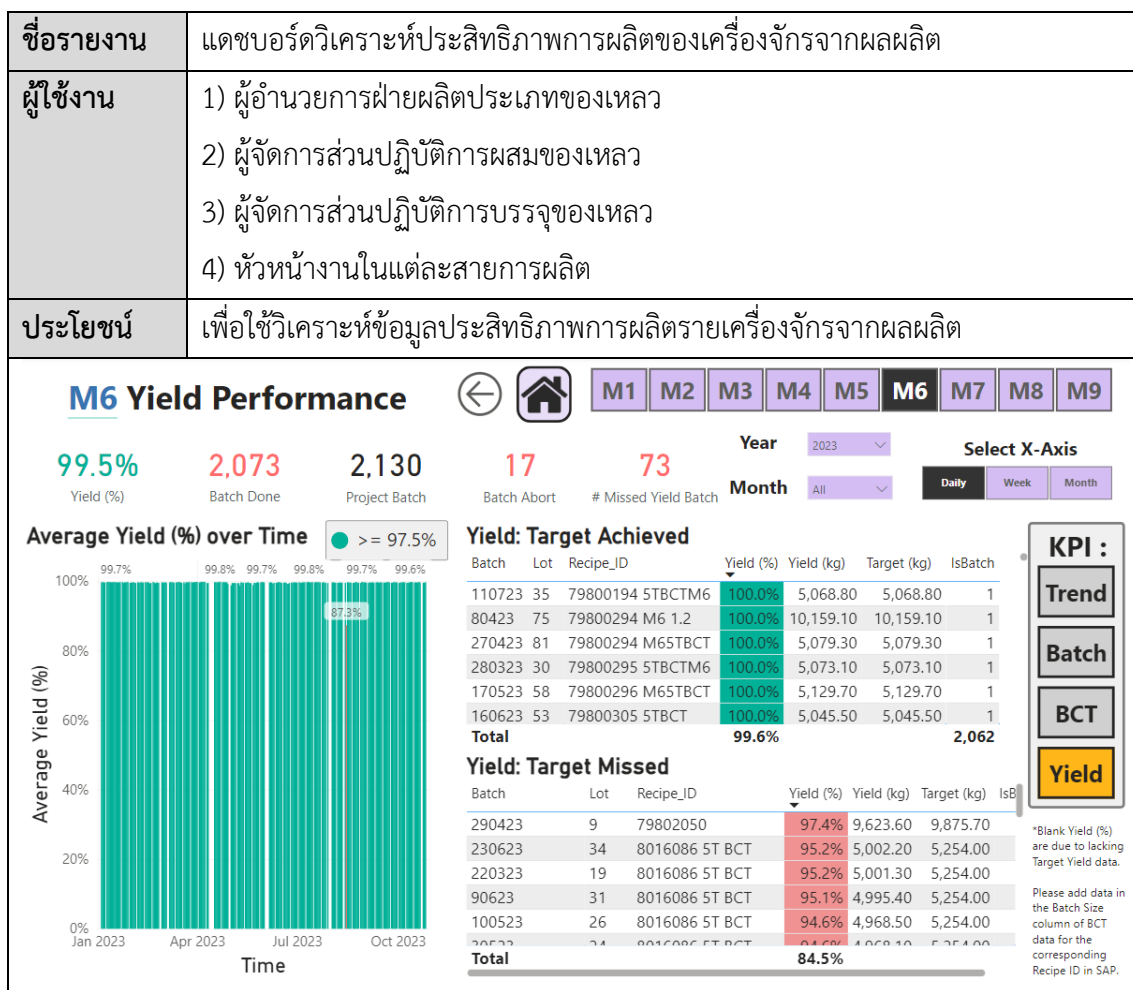 ชื่อรายงาน แดชบอร์ดวิเคราะห์ประสิทธิภาพการผลิตของเครื่องจักรจากผลผลิต
ผู้ใช้งาน 1) ผู้อำนวยการฝ่ายผลิตประเภทของเหลว
2) ผู้จัดการส่วนปฏิบัติการผสมของเหลว
3) ผู้จัดการส่วนปฏิบัติการบรรจุของเหลว
4) หัวหน้างานในแต่ละสายการผลิต
ประโยชน์ เพื่อใช้วิเคราะห์ข้อมูลประสิทธิภาพการผลิตรายเครื่องจักรจากผลผลิต
M6 Yield Performance
M1 M2 M3 M4 M5 M6 M7 M8 M9
99.5% 2,073 2,130 17 73
Yield (%) Batch Done Project Batch Batch Abort # Missed Yield Batch
Year 2023
Month All
Select X-Axis
Daily Week Month
Average Yield (%) over Time
>= 97.5%
99.7% 99.8% 99.7% 99.8% 99.7% 99.6%
87.3%
100%
80%
60%
40%
20%
0%
Average Yield (%)
Jan 2023 Apr 2023 Jul 2023 Oct 2023
Time
Yield: Target Achieved
Batch Lot Recipe_ID Yield (%) Yield (kg) Target (kg) IsBatch
110723 35 79800194 5TBCTM6 100.0% 5,068.80 5,068.80 1
80423 75 79800294 M6 1.2 100.0% 10,159.10 10,159.10 1
270423 81 79800294 M65TBCT 100.0% 5,079.30 5,079.30 1
280323 30 79800295 5TBCTM6 100.0% 5,073.10 5,073.10 1
170523 58 79800296 M65TBCT 100.0% 5,129.70 5,129.70 1
160623 53 79800305 5TBCT 100.0% 5,045.50 5,045.50 1
Total 99.6% 2,062
Yield: Target Missed
Batch Lot Recipe_ID Yield (%) Yield (kg) Target (kg) IsB
290423 9 79802050 97.4% 9,623.60 9,875.70
230623 34 8016086 5T BCT 95.2% 5,002.20 5,254.00
220323 19 8016086 5T BCT 95.2% 5,001.30 5,254.00
90623 31 8016086 5T BCT 95.1% 4,995.40 5,254.00
100523 26 8016086 5T BCT 94.6% 4,968.50 5,254.00
Total 84.5%
KPI :
Trend
Batch
BCT
Yield
*Blank Yield (%)
are due to lacking
Target Yield data.
Please add data in
the Batch Size
column of BCT
data for the
corresponding
Recipe ID in SAP.